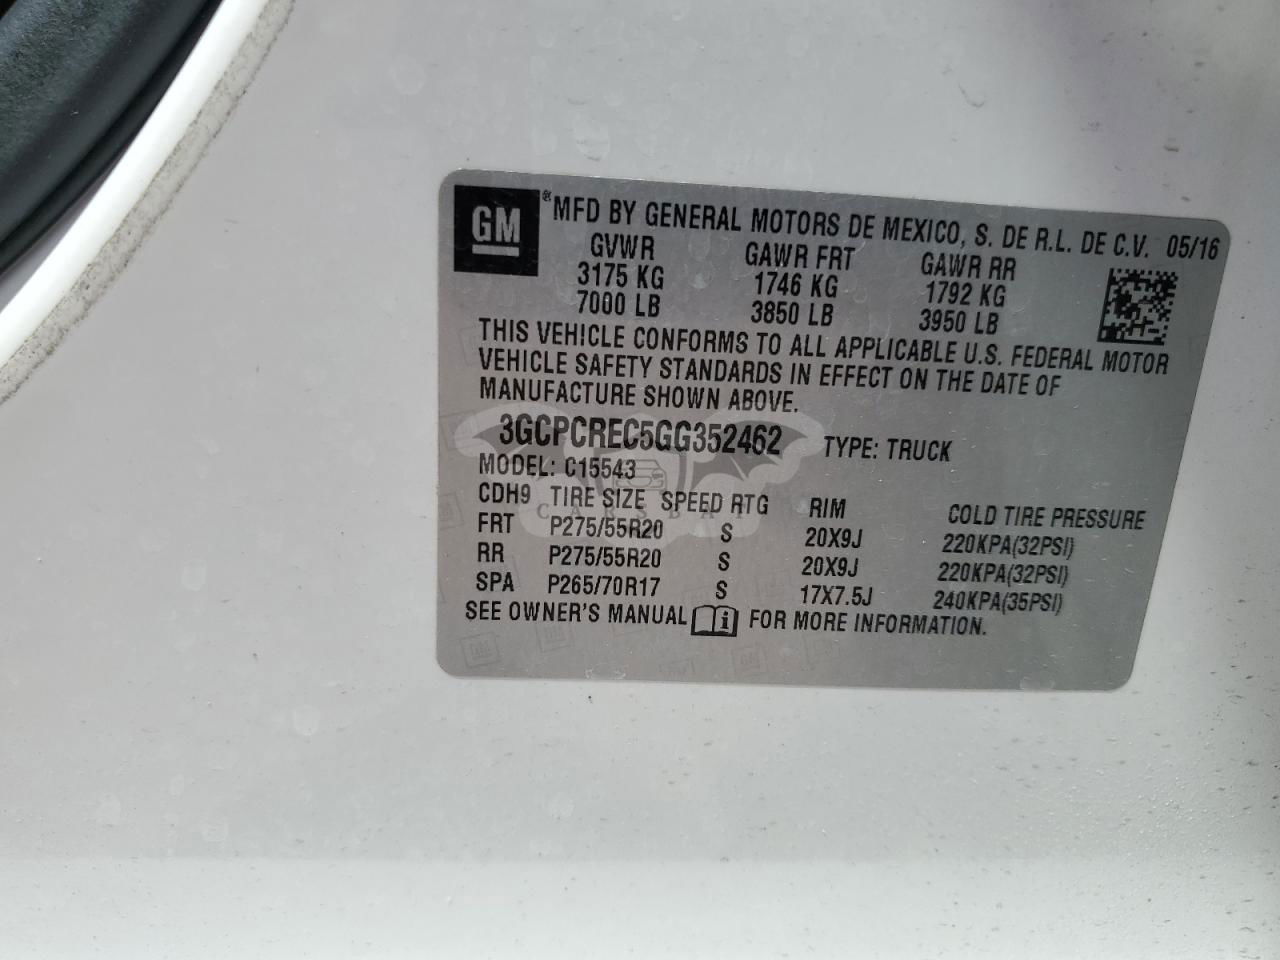 GM ® MFD BY GENERAL MOTORS DE MEXICO, S. DE R.L. DE C.V. 05/16
GVWR GAWR FRT GAWR RR
3175 KG 1746 KG 1792 KG
7000 LB 3850 LB 3950 LB
THIS VEHICLE CONFORMS TO ALL APPLICABLE U.S. FEDERAL MOTOR
VEHICLE SAFETY STANDARDS IN EFFECT ON THE DATE OF
MANUFACTURE SHOWN ABOVE.
3GCPCREC5GG352462 TYPE: TRUCK
MODEL: C15543
CDH9 TIRE SIZE SPEED RTG RIM COLD TIRE PRESSURE
CARSBAT
FRT P275/55R20 S 20X9J 220KPA(32PSI)
RR P275/55R20 S 20X9J 220KPA(32PSI)
SPA P265/70R17 S 17X7.5J 240KPA(35PSI)
SEE OWNER'S MANUAL i FOR MORE INFORMATION.